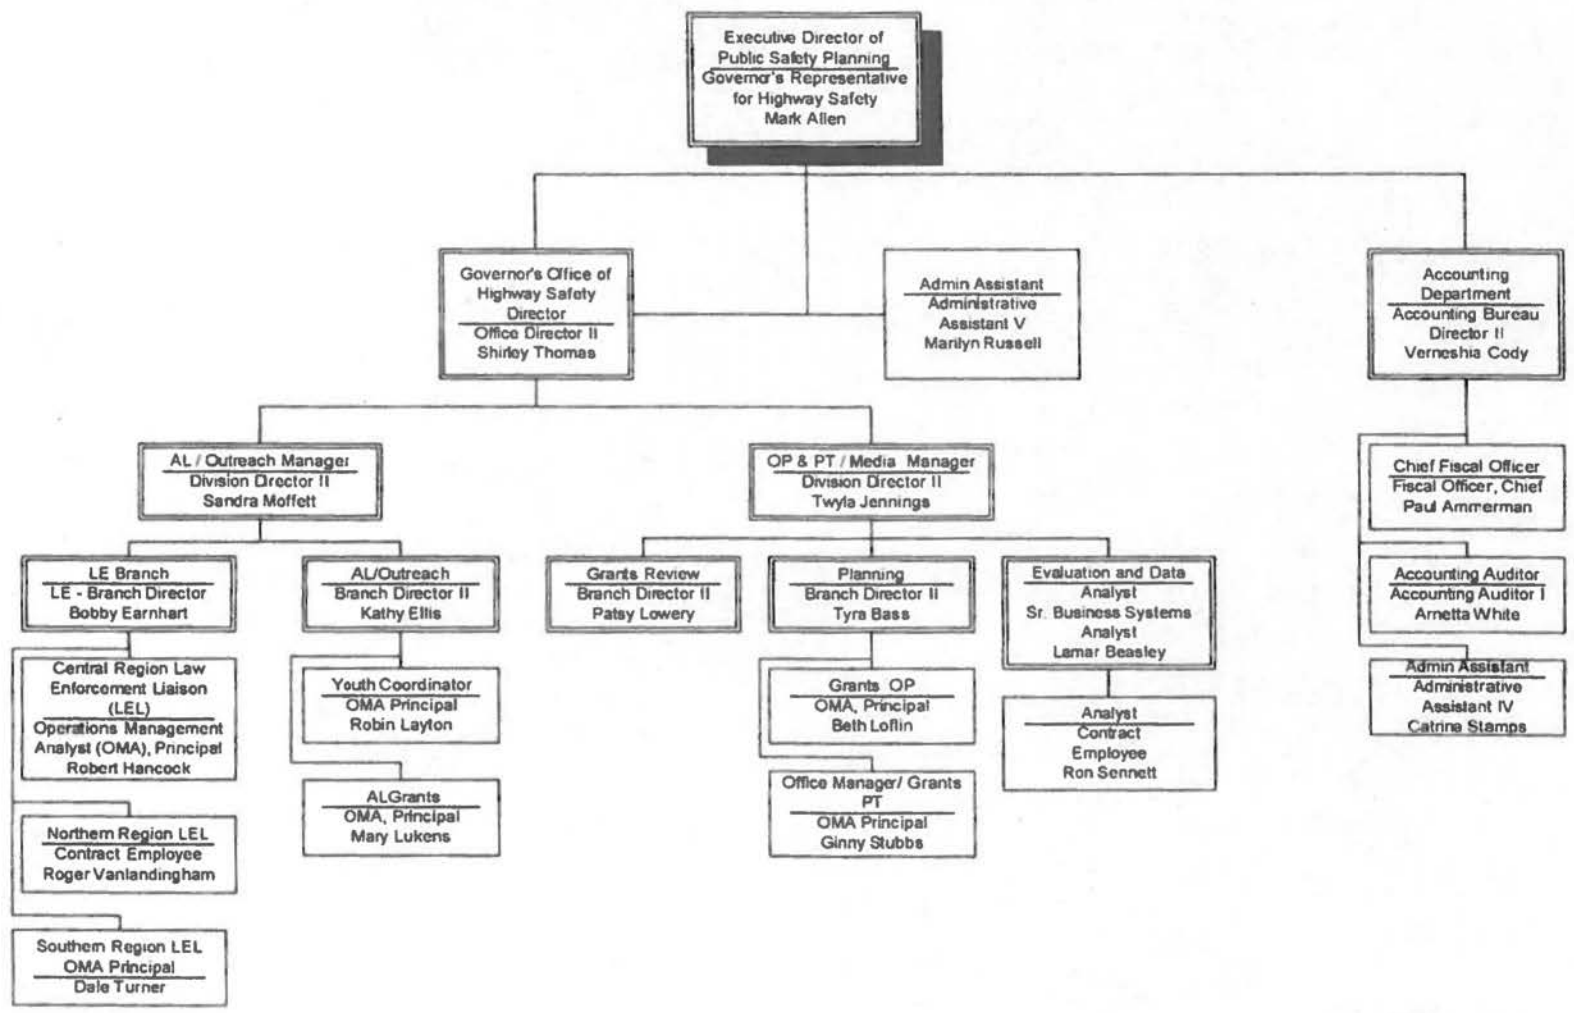 Executive Director of
Public Safety Planning
Governor's Representative
for Highway Safety
Mark Allen
Governor's Office of
Highway Safety
Director
Office Director II
Shirley Thomas
Admin Assistant
Administrative
Assistant V
Marilyn Russell
Accounting
Department
Accounting Bureau
Director II
Verneshia Cody
AL / Outreach Manager
Division Director II
Sandra Moffett
OP & PT / Media Manager
Division Director II
Twyla Jennings
Chief Fiscal Officer
Fiscal Officer, Chief
Paul Ammerman
LE Branch
LE - Branch Director
Bobby Earnhart
AL/Outreach
Branch Director II
Kathy Ellis
Grants Review
Branch Director II
Patsy Lowery
Planning
Branch Director II
Tyra Bass
Evaluation and Data
Analyst
Sr. Business Systems
Analyst
Lamar Beasley
Accounting Auditor
Accounting Auditor I
Arnetta White
Central Region Law
Enforcement Liaison
(LEL)
Operations Management
Analyst (OMA), Principal
Robert Hancock
Youth Coordinator
OMA Principal
Robin Layton
Grants OP
OMA, Principal
Beth Loflin
Analyst
Contract
Employee
Ron Sennett
Admin Assistant
Administrative
Assistant IV
Catrina Stamps
Northern Region LEL
Contract Employee
Roger Vanlandingham
ALGrants
OMA, Principal
Mary Lukens
Office Manager/ Grants
PT
OMA Principal
Ginny Stubbs
Southern Region LEL
OMA Principal
Dale Turner